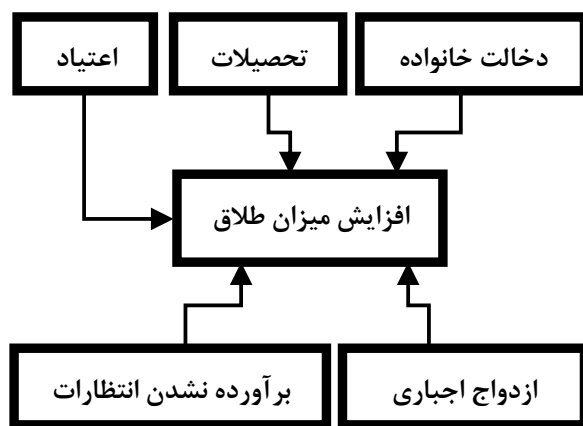 دخالت خانواده
تحصیلات
اعتیاد
افزایش میزان طلاق
ازدواج اجباری
برآورده نشدن انتظارات